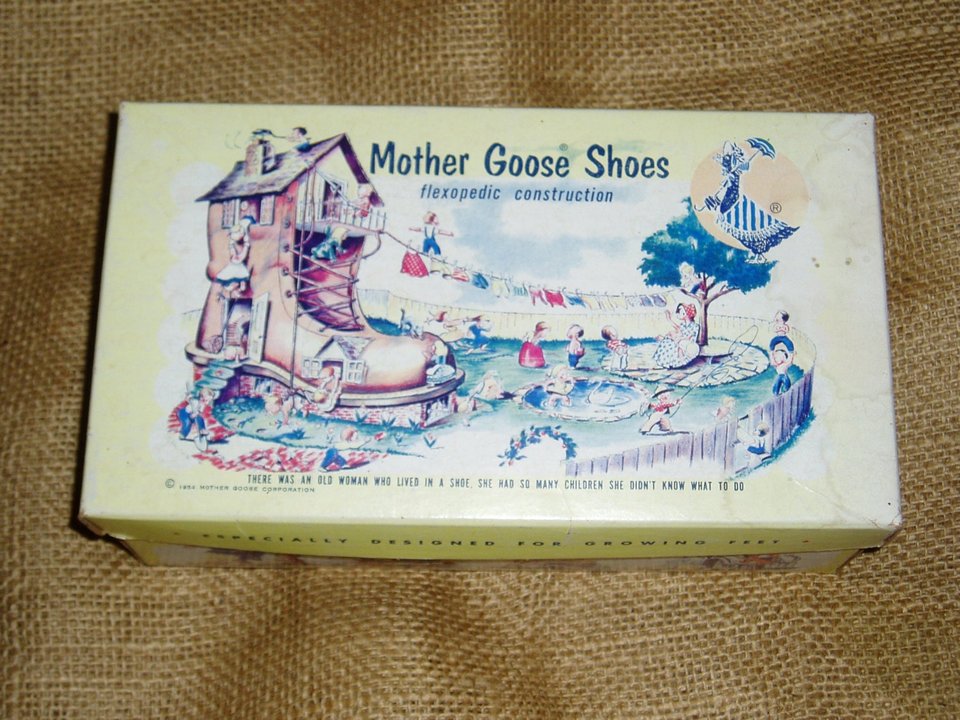 Mother Goose® Shoes
flexopedic construction
®
THERE WAS AN OLD WOMAN WHO LIVED IN A SHOE, SHE HAD SO MANY CHILDREN SHE DIDN'T KNOW WHAT TO DO
© 1954 MOTHER GOOSE CORPORATION
• ESPECIALLY DESIGNED FOR GROWING FEET •